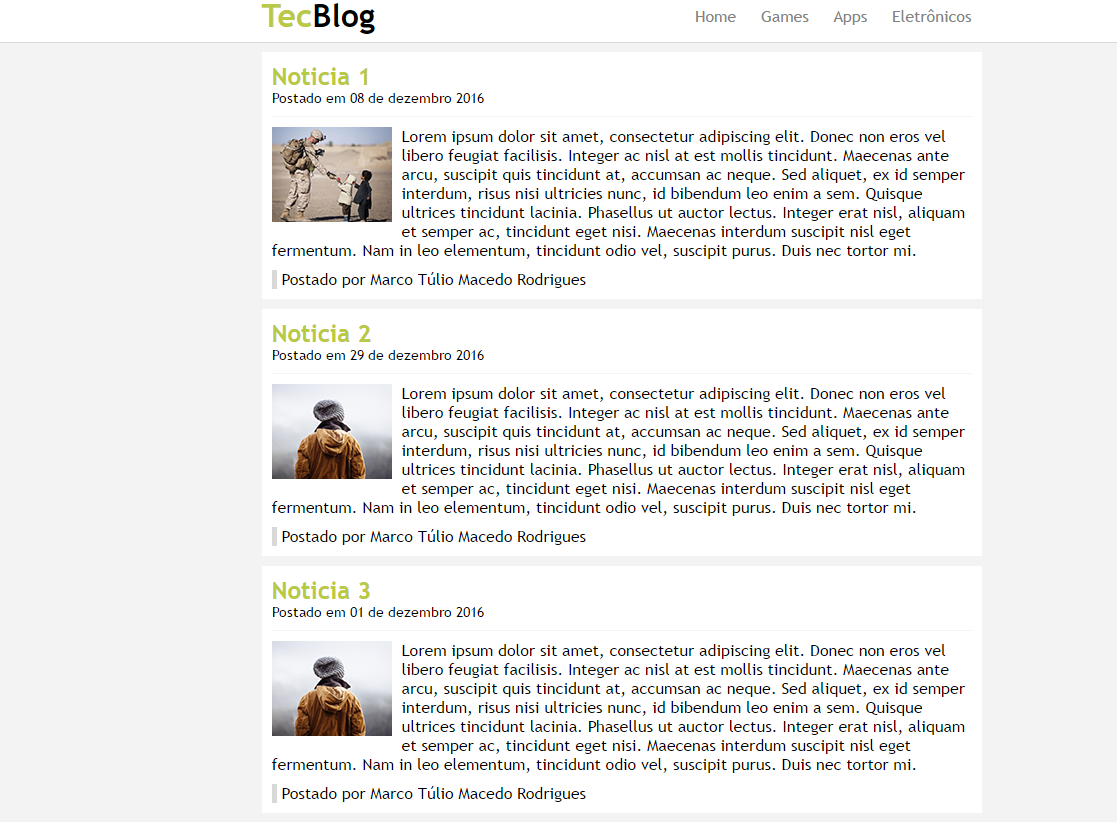 TecBlog
Home Games Apps Eletrônicos
Noticia 1
Postado em 08 de dezembro 2016
Lorem ipsum dolor sit amet, consectetur adipiscing elit. Donec non eros vel
libero feugiat facilisis. Integer ac nisl at est mollis tincidunt. Maecenas ante
arcu, suscipit quis tincidunt at, accumsan ac neque. Sed aliquet, ex id semper
interdum, risus nisi ultricies nunc, id bibendum leo enim a sem. Quisque
ultrices tincidunt lacinia. Phasellus ut auctor lectus. Integer erat nisl, aliquam
et semper ac, tincidunt eget nisi. Maecenas interdum suscipit nisl eget
fermentum. Nam in leo elementum, tincidunt odio vel, suscipit purus. Duis nec tortor mi.
Postado por Marco Túlio Macedo Rodrigues
Noticia 2
Postado em 29 de dezembro 2016
Lorem ipsum dolor sit amet, consectetur adipiscing elit. Donec non eros vel
libero feugiat facilisis. Integer ac nisl at est mollis tincidunt. Maecenas ante
arcu, suscipit quis tincidunt at, accumsan ac neque. Sed aliquet, ex id semper
interdum, risus nisi ultricies nunc, id bibendum leo enim a sem. Quisque
ultrices tincidunt lacinia. Phasellus ut auctor lectus. Integer erat nisl, aliquam
et semper ac, tincidunt eget nisi. Maecenas interdum suscipit nisl eget
fermentum. Nam in leo elementum, tincidunt odio vel, suscipit purus. Duis nec tortor mi.
Postado por Marco Túlio Macedo Rodrigues
Noticia 3
Postado em 01 de dezembro 2016
Lorem ipsum dolor sit amet, consectetur adipiscing elit. Donec non eros vel
libero feugiat facilisis. Integer ac nisl at est mollis tincidunt. Maecenas ante
arcu, suscipit quis tincidunt at, accumsan ac neque. Sed aliquet, ex id semper
interdum, risus nisi ultricies nunc, id bibendum leo enim a sem. Quisque
ultrices tincidunt lacinia. Phasellus ut auctor lectus. Integer erat nisl, aliquam
et semper ac, tincidunt eget nisi. Maecenas interdum suscipit nisl eget
fermentum. Nam in leo elementum, tincidunt odio vel, suscipit purus. Duis nec tortor mi.
Postado por Marco Túlio Macedo Rodrigues